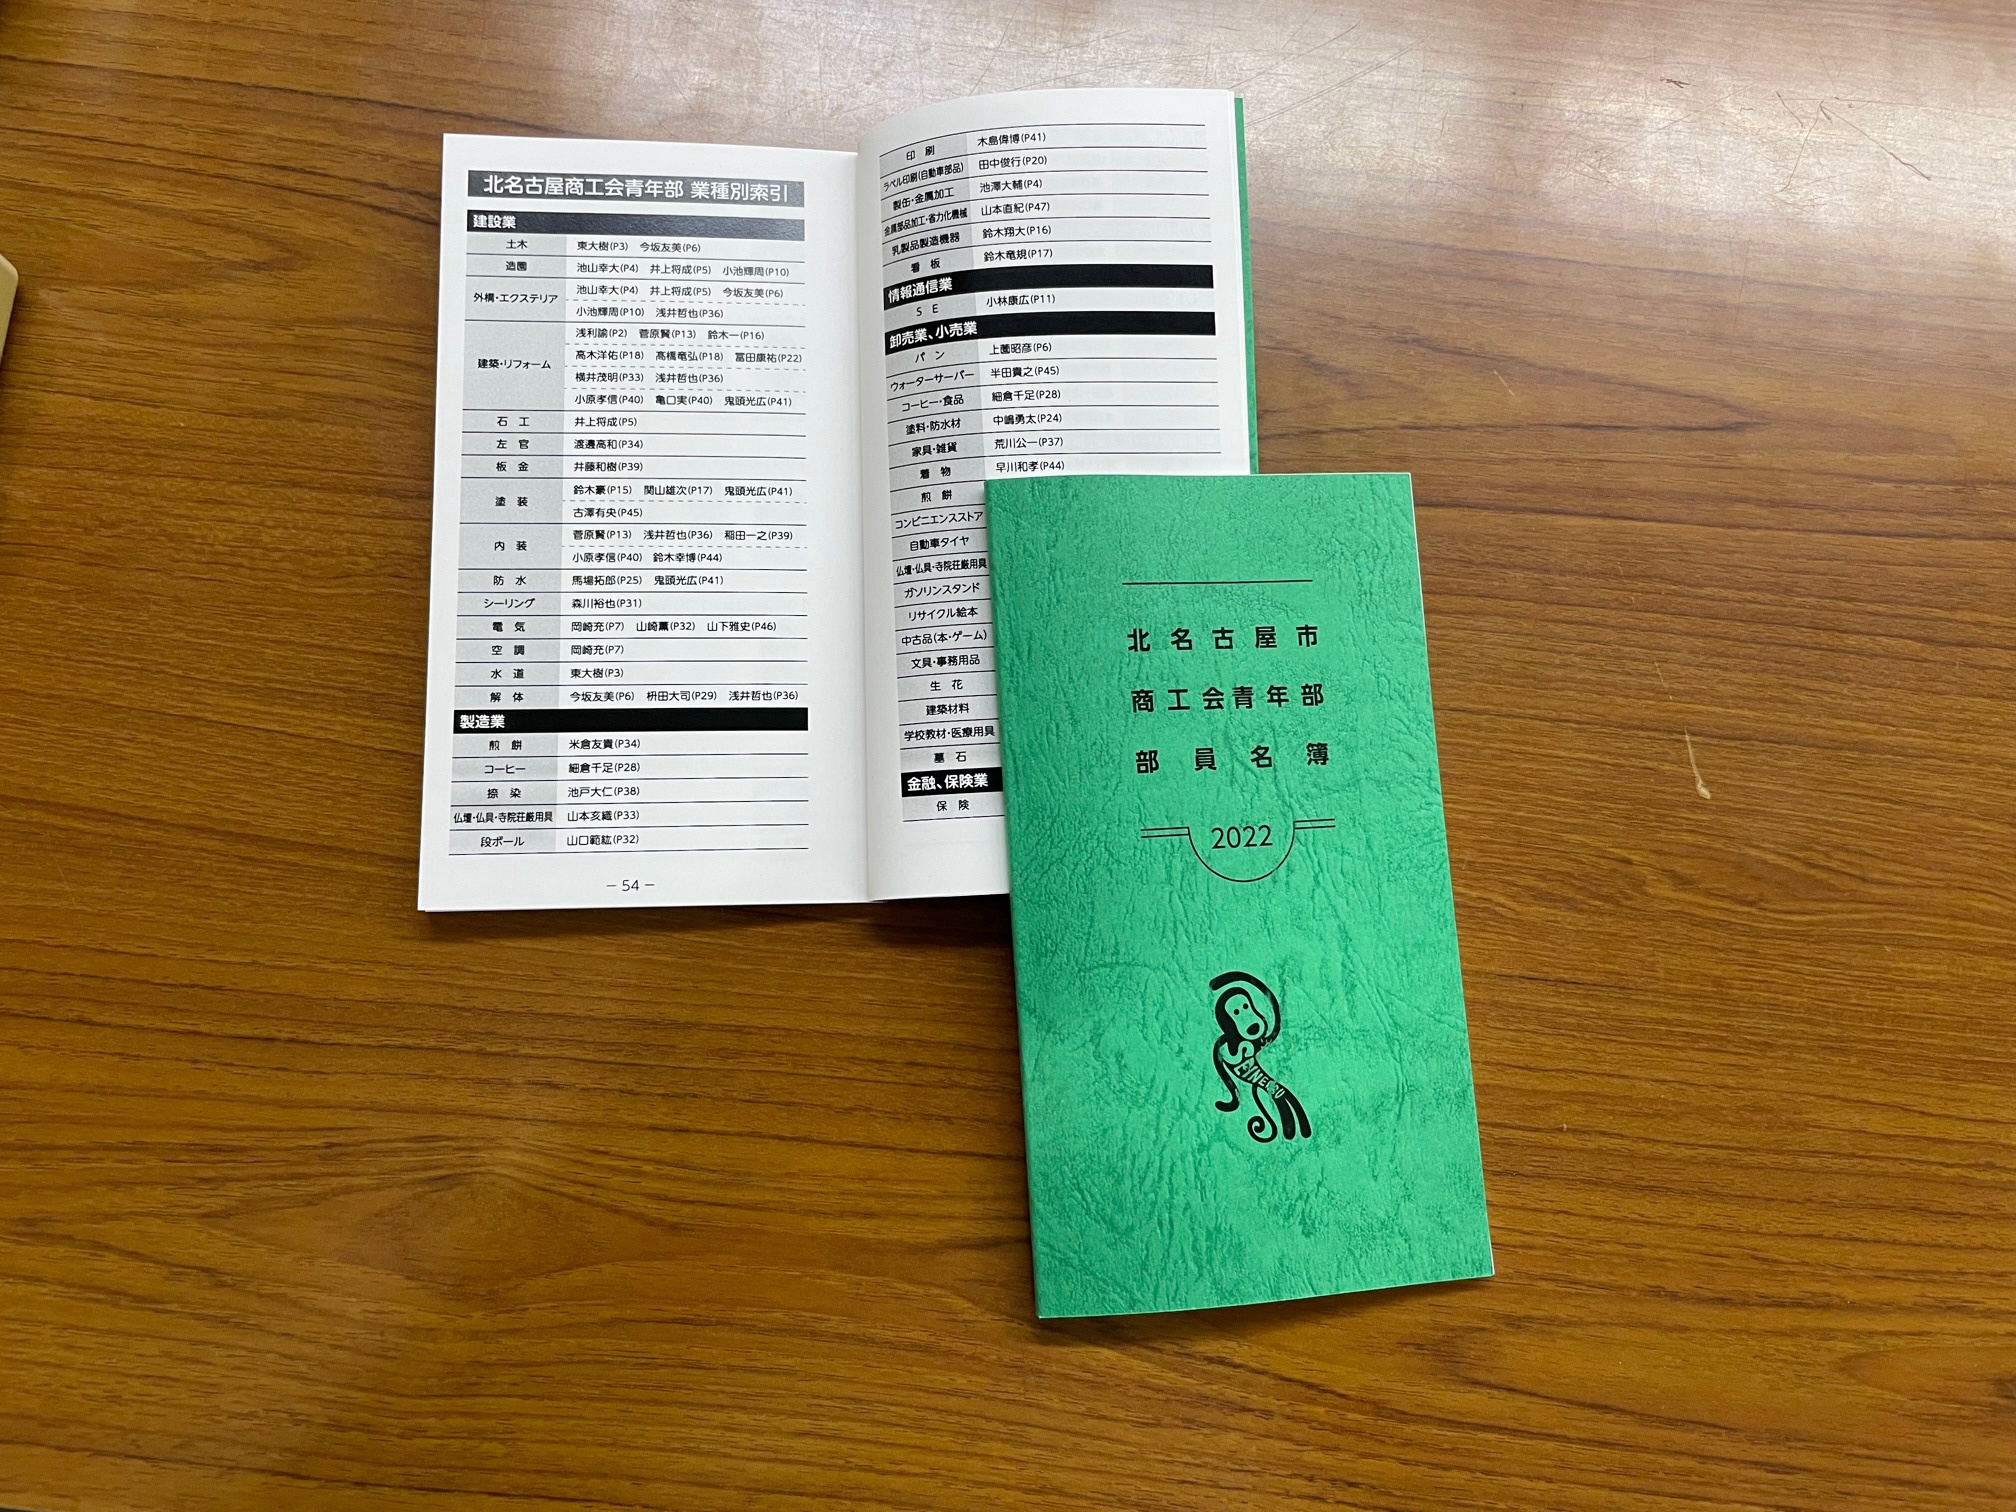 北名古屋商工会青年部 業種別索引
建設業
土木 東大樹(P3) 今坂友美(P6)
造園 池山幸大(P4) 井上将成(P5) 小池輝周(P10)
外構・エクステリア 池山幸大(P4) 井上将成(P5) 今坂友美(P6)
小池輝周(P10) 浅井哲也(P36)
建築・リフォーム 浅利諭(P2) 菅原賢(P13) 鈴木一(P16)
高木洋佑(P18) 髙橋竜弘(P18) 冨田康祐(P22)
横井茂明(P33) 浅井哲也(P36)
小原孝信(P40) 亀口実(P40) 鬼頭光広(P41)
石 工 井上将成(P5)
左 官 渡邊高和(P34)
板 金 井藤和樹(P39)
塗 装 鈴木豪(P15) 関山雄次(P17) 鬼頭光広(P41)
古澤有央(P45)
内 装 菅原賢(P13) 浅井哲也(P36) 稲田一之(P39)
小原孝信(P40) 鈴木幸博(P44)
防 水 馬場拓郎(P25) 鬼頭光広(P41)
シーリング 森川裕也(P31)
電 気 岡崎充(P7) 山崎薫(P32) 山下雅史(P46)
空 調 岡崎充(P7)
水 道 東大樹(P3)
解 体 今坂友美(P6) 枡田大司(P29) 浅井哲也(P36)
製造業
煎 餅 米倉友貴(P34)
コーヒー 細倉千足(P28)
捺 染 池戸大仁(P38)
仏壇・仏具・寺院荘厳用具 山本亥織(P33)
段ボール 山口範紘(P32)
― 54 ―
印 刷 木島偉博(P41)
ラベル印刷(自動車部品) 田中俊行(P20)
製缶・金属加工 池澤大輔(P4)
金属部品加工・省力化機械 山本直紀(P47)
乳製品製造機器 鈴木翔大(P16)
看 板 鈴木竜規(P17)
情報通信業
S E 小林康広(P11)
卸売業、小売業
パ ン 上薗昭彦(P6)
ウォーターサーバー 半田貴之(P45)
コーヒー・食品 細倉千足(P28)
塗料・防水材 中嶋勇太(P24)
家具・雑貨 荒川公一(P37)
着 物 早川和孝(P44)
煎 餅
コンビニエンスストア
自動車タイヤ
仏壇・仏具・寺院荘厳用具
ガソリンスタンド
リサイクル絵本
中古品(本・ゲーム)
文具・事務用品
生 花
建築材料
学校教材・医療用具
墓 石
金融、保険業
保 険
北名古屋市
商工会青年部
部員名簿
2022